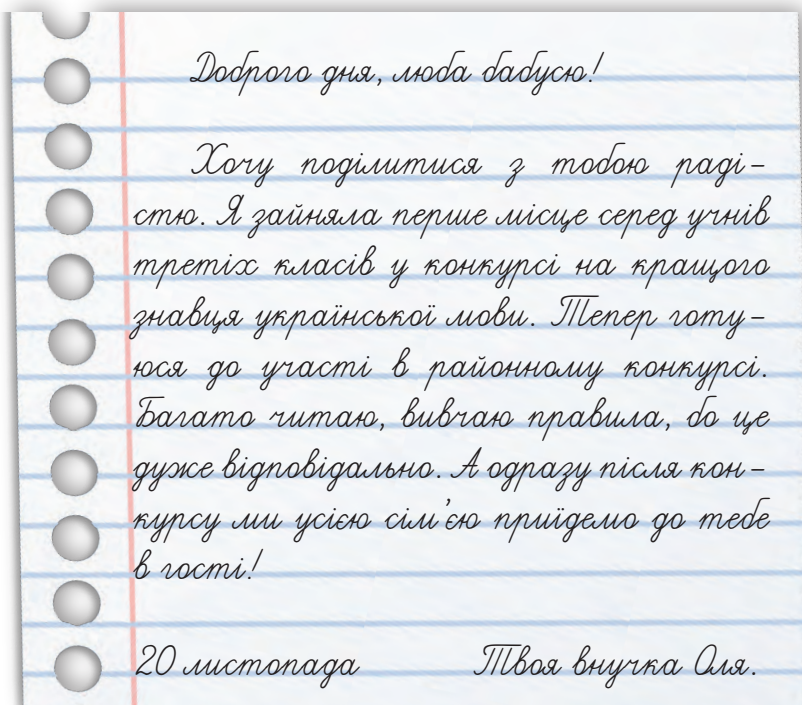 Доброго дня, люба бабусю!
Хочу поділитися з тобою раді-
стю. Я зайняла перше місце серед учнів
третіх класів у конкурсі на кращого
знавця української мови. Тепер готу-
юся до участі в районному конкурсі.
Багато читаю, вивчаю правила, бо це
дуже відповідально. А одразу після кон-
курсу ми усією сім'єю приїдемо до тебе
в гості!
20 листопада Твоя внучка Оля.